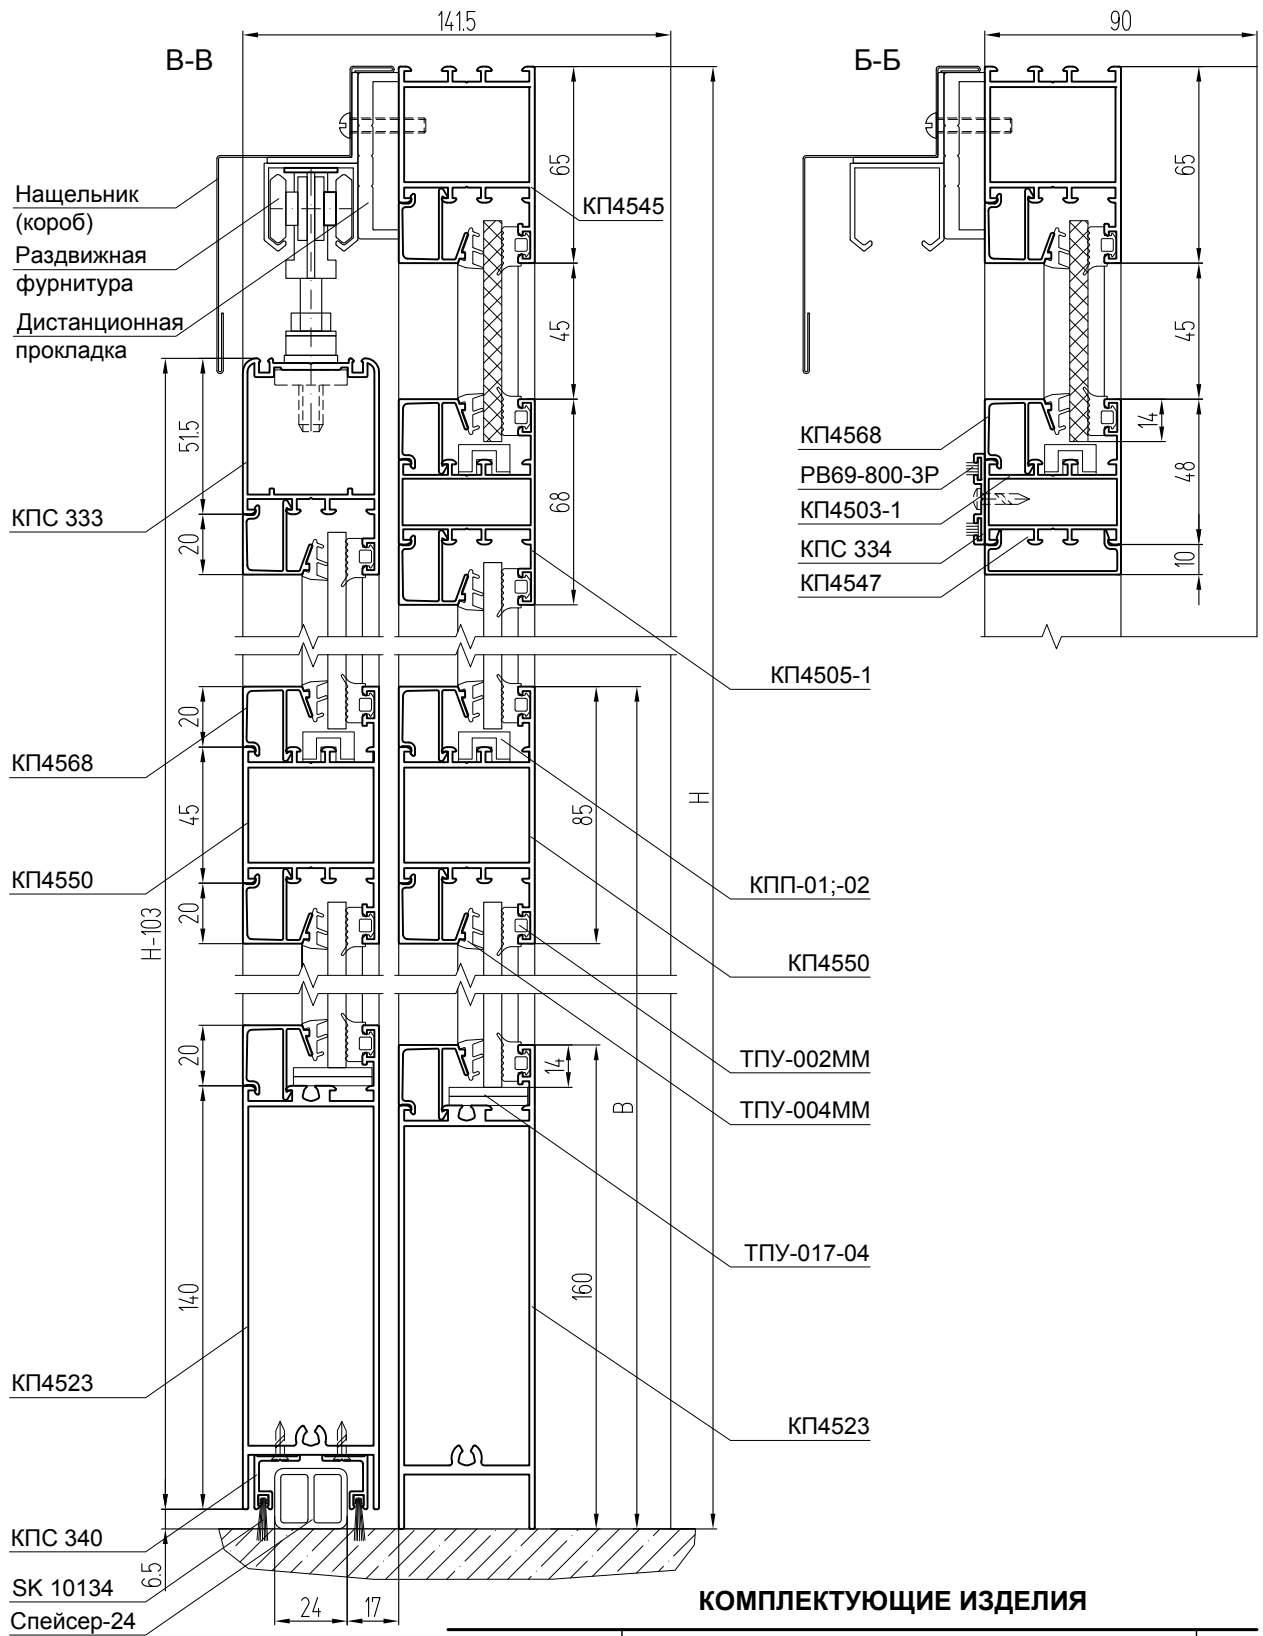 141.5
90
В-В
Б-Б
65
КП4545
65
Нащельник
(короб)
Раздвижная
фурнитура
Дистанционная
прокладка
45
45
51.5
14
КП4568
РВ69-800-3Р
48
КП4503-1
68
КПС 333
20
КПС 334
10
КП4547
КП4505-1
20
КП4568
45
85
Н
КП4550
КПП-01;-02
20
Н-103
КП4550
20
14
ТПУ-002ММ
В
ТПУ-004ММ
ТПУ-017-04
140
160
КП4523
КП4523
КПС 340
6.5
SK 10134
24
17
Спейсер-24
КОМПЛЕКТУЮЩИЕ ИЗДЕЛИЯ